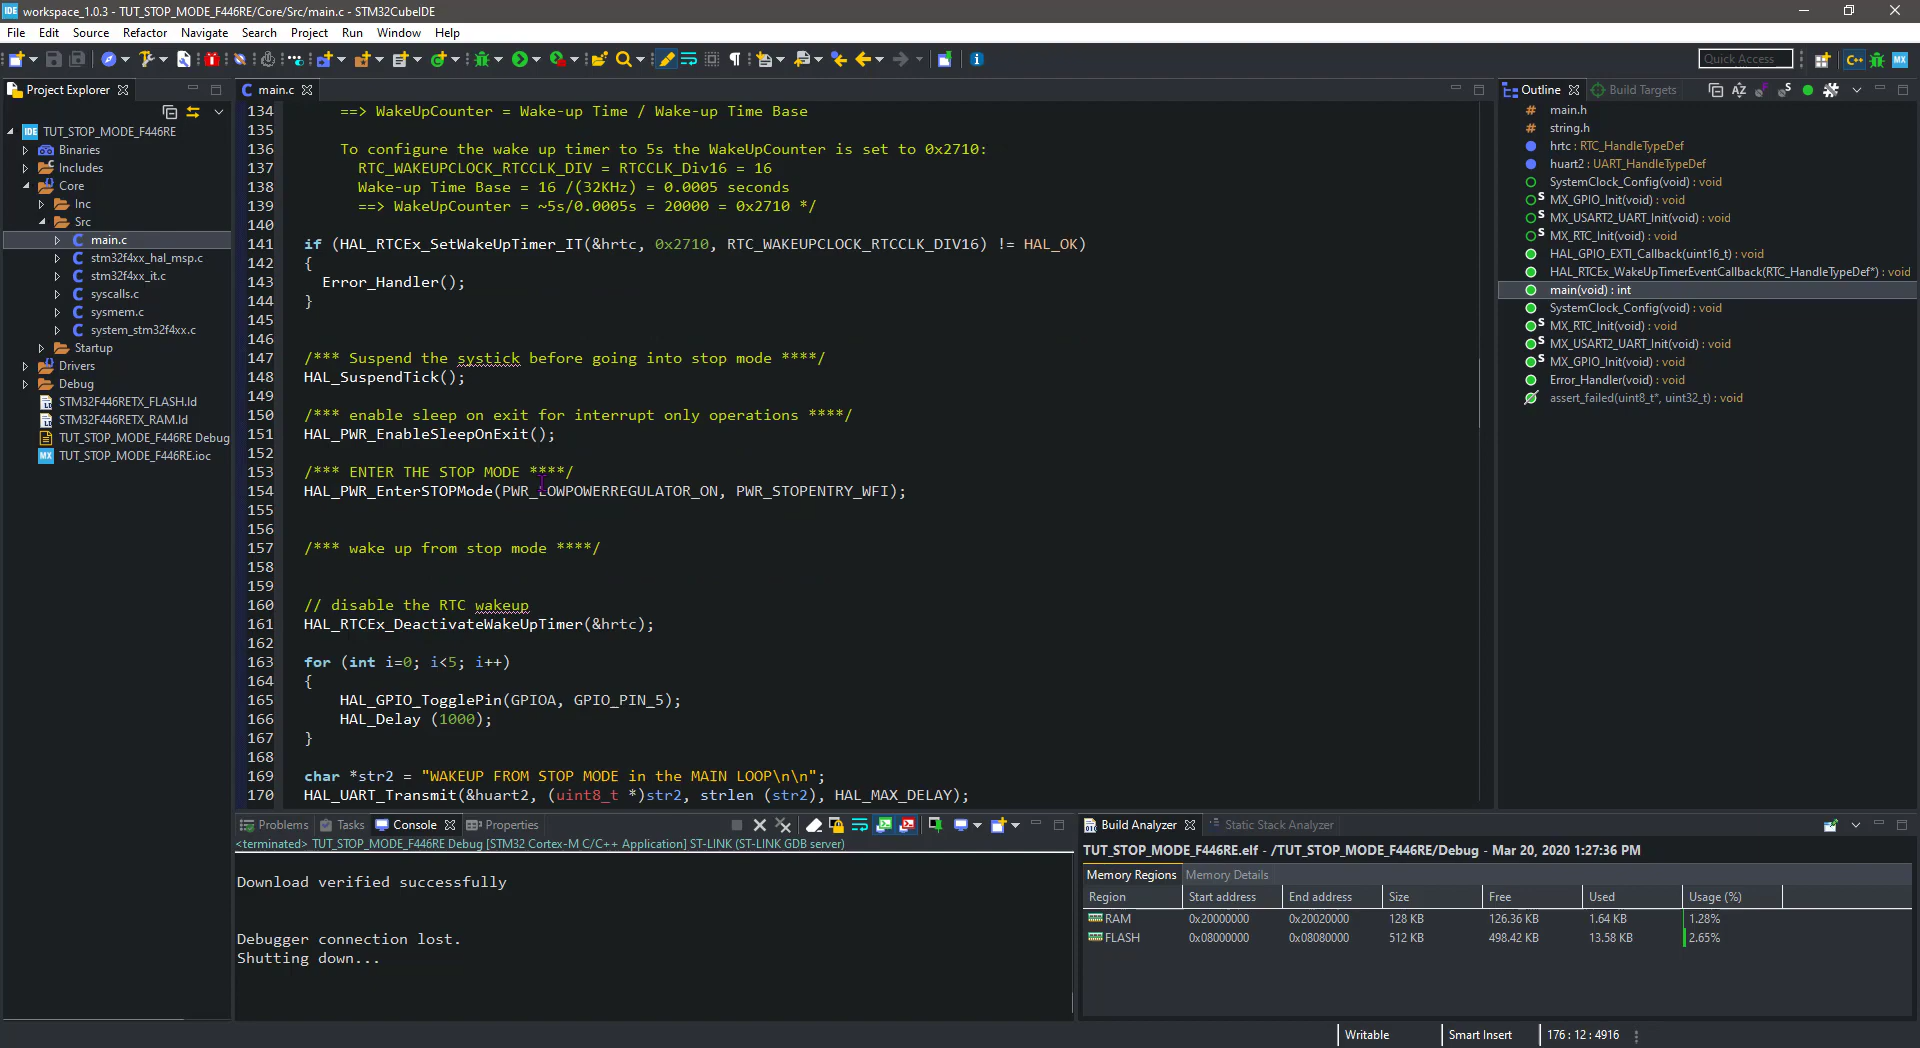 workspace_1.0.3 - TUT_STOP_MODE_F446RE/Core/Src/main.c - STM32CubeIDE
File Edit Source Refactor Navigate Search Project Run Window Help
Quick Access
Project Explorer
TUT_STOP_MODE_F446RE
Binaries
Includes
Core
Inc
Src
main.c
stm32f4xx_hal_msp.c
stm32f4xx_it.c
syscalls.c
sysmem.c
system_stm32f4xx.c
Startup
Drivers
Debug
STM32F446RETX_FLASH.ld
STM32F446RETX_RAM.ld
TUT_STOP_MODE_F446RE Debug
TUT_STOP_MODE_F446RE.ioc
main.c
134 ==> WakeUpCounter = Wake-up Time / Wake-up Time Base
135
136 To configure the wake up timer to 5s the WakeUpCounter is set to 0x2710:
137 RTC_WAKEUPCLOCK_RTCCLK_DIV = RTCCLK_Div16 = 16
138 Wake-up Time Base = 16 /(32KHz) = 0.0005 seconds
139 ==> WakeUpCounter = ~5s/0.0005s = 20000 = 0x2710 */
140
141 if (HAL_RTCEx_SetWakeUpTimer_IT(&hrtc, 0x2710, RTC_WAKEUPCLOCK_RTCCLK_DIV16) != HAL_OK)
142 {
143 Error_Handler();
144 }
145
146
147 /*** Suspend the systick before going into stop mode ****/
148 HAL_SuspendTick();
149
150 /*** enable sleep on exit for interrupt only operations ****/
151 HAL_PWR_EnableSleepOnExit();
152
153 /*** ENTER THE STOP MODE ****/
154 HAL_PWR_EnterSTOPMode(PWR_LOWPOWERREGULATOR_ON, PWR_STOPENTRY_WFI);
155
156
157 /*** wake up from stop mode ****/
158
159
160 // disable the RTC wakeup
161 HAL_RTCEx_DeactivateWakeUpTimer(&hrtc);
162
163 for (int i=0; i<5; i++)
164 {
165 HAL_GPIO_TogglePin(GPIOA, GPIO_PIN_5);
166 HAL_Delay (1000);
167 }
168
169 char *str2 = "WAKEUP FROM STOP MODE in the MAIN LOOP\n\n";
170 HAL_UART_Transmit(&huart2, (uint8_t *)str2, strlen (str2), HAL_MAX_DELAY);
Outline Build Targets
main.h
string.h
hrtc : RTC_HandleTypeDef
huart2 : UART_HandleTypeDef
SystemClock_Config(void) : void
MX_GPIO_Init(void) : void
MX_USART2_UART_Init(void) : void
MX_RTC_Init(void) : void
HAL_GPIO_EXTI_Callback(uint16_t) : void
HAL_RTCEx_WakeUpTimerEventCallback(RTC_HandleTypeDef*) : void
main(void) : int
SystemClock_Config(void) : void
MX_RTC_Init(void) : void
MX_USART2_UART_Init(void) : void
MX_GPIO_Init(void) : void
Error_Handler(void) : void
assert_failed(uint8_t*, uint32_t) : void
Problems Tasks Console Properties
<terminated> TUT_STOP_MODE_F446RE Debug [STM32 Cortex-M C/C++ Application] ST-LINK (ST-LINK GDB server)
Download verified successfully
Debugger connection lost.
Shutting down...
Build Analyzer Static Stack Analyzer
TUT_STOP_MODE_F446RE.elf - /TUT_STOP_MODE_F446RE/Debug - Mar 20, 2020 1:27:36 PM
Memory Regions Memory Details
Region Start address End address Size Free Used Usage (%)
RAM 0x20000000 0x20020000 128 KB 126.36 KB 1.64 KB 1.28%
FLASH 0x08000000 0x08080000 512 KB 498.42 KB 13.58 KB 2.65%
Writable Smart Insert 176 : 12 : 4916